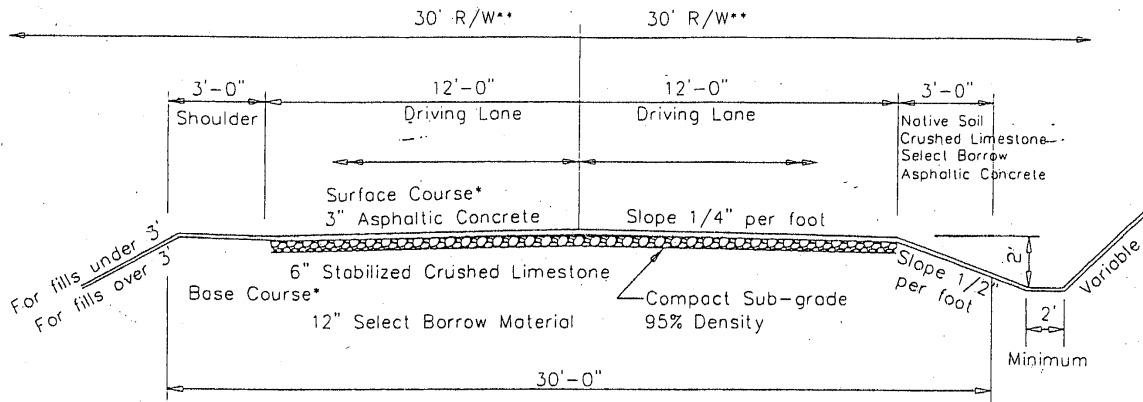 30' R/W** 30' R/W**
3'-0" 12'-0" 12'-0" 3'-0"
Shoulder Driving Lane Driving Lane
Native Soil
Crushed Limestone
Select Borrow
Asphaltic Concrete
Surface Course*
3" Asphaltic Concrete Slope 1/4" per foot
For fills under 3'
For fills over 3'
6" Stabilized Crushed Limestone
Base Course*
12" Select Borrow Material
Compact Sub-grade
95% Density
Slope 1/2"
per foot
2'
Variable
2'
Minimum
30'-0"